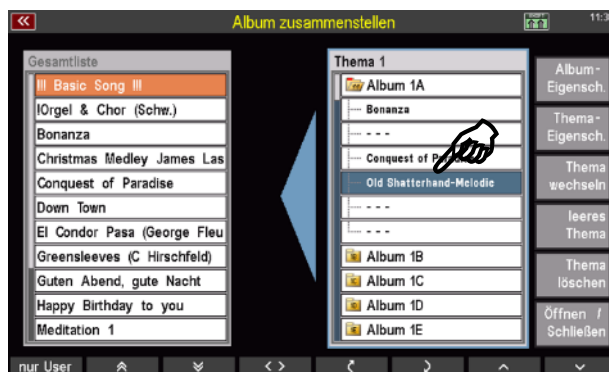 Album zusammenstellen
11:3
Gesamtliste
!!! Basic Song !!!
!Orgel & Chor (Schw.)
Bonanza
Christmas Medley James Las
Conquest of Paradise
Down Town
El Condor Pasa (George Fleu
Greensleeves (C Hirschfeld)
Guten Abend, gute Nacht
Happy Birthday to you
Meditation 1
Thema 1
Album 1A
Bonanza
- - -
Conquest of
Old Shatterhand-Melodie
- - -
- - -
Album 1B
Album 1C
Album 1D
Album 1E
Album-
Eigensch.
Thema-
Eigensch.
Thema
wechseln
leeres
Thema
Thema
löschen
Öffnen /
Schließen
nur User